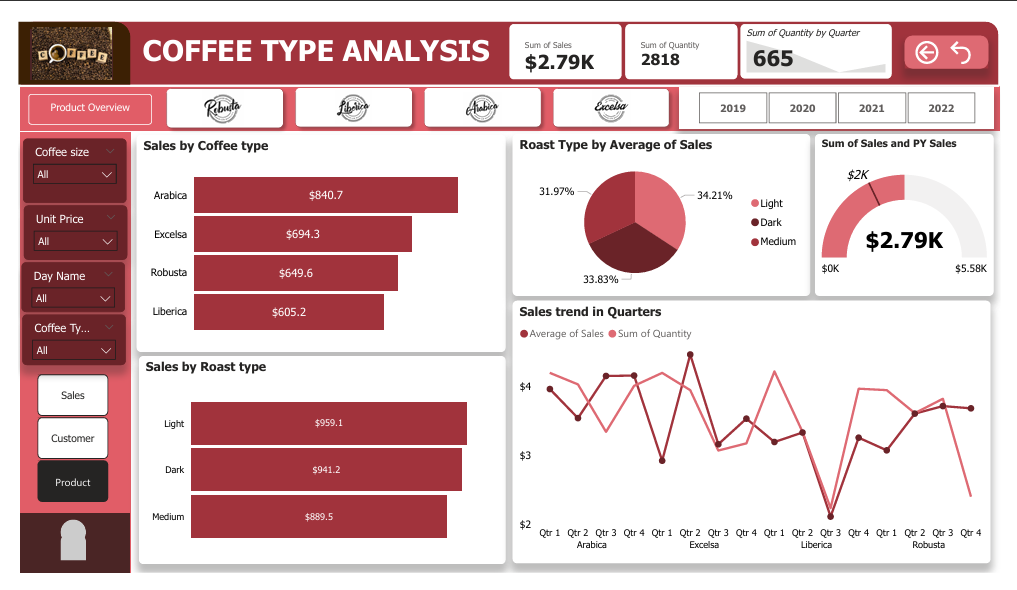 COFFEE
COFFEE TYPE ANALYSIS
Sum of Sales
$2.79K
Sum of Quantity
2818
Sum of Quantity by Quarter
665
Product Overview
Robusta
Liberica
Arabica
Excelsa
2019
2020
2021
2022
Coffee size
All
Unit Price
All
Day Name
All
Coffee Ty...
All
Sales
Customer
Product
Sales by Coffee type
Arabica $840.7
Excelsa $694.3
Robusta $649.6
Liberica $605.2
Sales by Roast type
Light $959.1
Dark $941.2
Medium $889.5
Roast Type by Average of Sales
31.97%
34.21%
33.83%
Light
Dark
Medium
Sum of Sales and PY Sales
$2K
$2.79K
$0K
$5.58K
Sales trend in Quarters
Average of Sales Sum of Quantity
$4
$3
$2
Qtr 1 Qtr 2 Qtr 3 Qtr 4 Qtr 1 Qtr 2 Qtr 3 Qtr 4 Qtr 1 Qtr 2 Qtr 3 Qtr 4 Qtr 1 Qtr 2 Qtr 3 Qtr 4
Arabica Excelsa Liberica Robusta